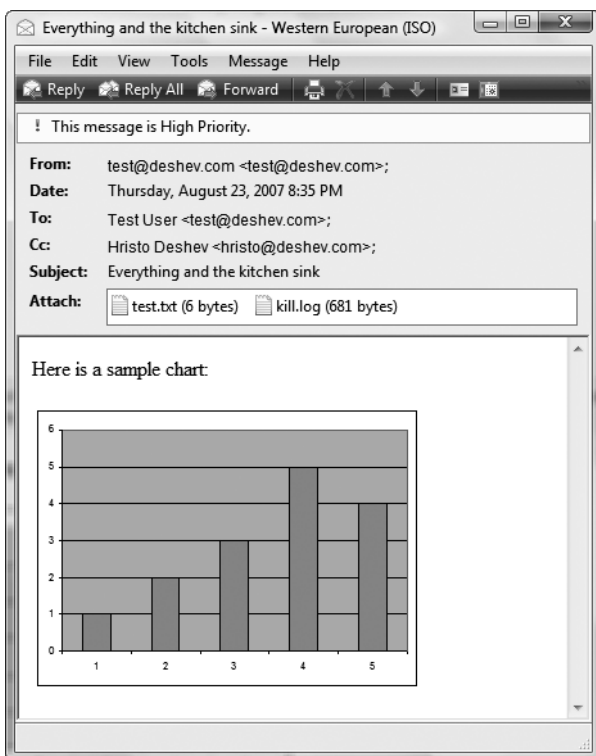 Everything and the kitchen sink - Western European (ISO)
File Edit View Tools Message Help
Reply Reply All Forward
! This message is High Priority.
From: test@deshev.com <test@deshev.com>;
Date: Thursday, August 23, 2007 8:35 PM
To: Test User <test@deshev.com>;
Cc: Hristo Deshev <hristo@deshev.com>;
Subject: Everything and the kitchen sink
Attach: test.txt (6 bytes) kill.log (681 bytes)
Here is a sample chart:
6
5
4
3
2
1
0
1 2 3 4 5